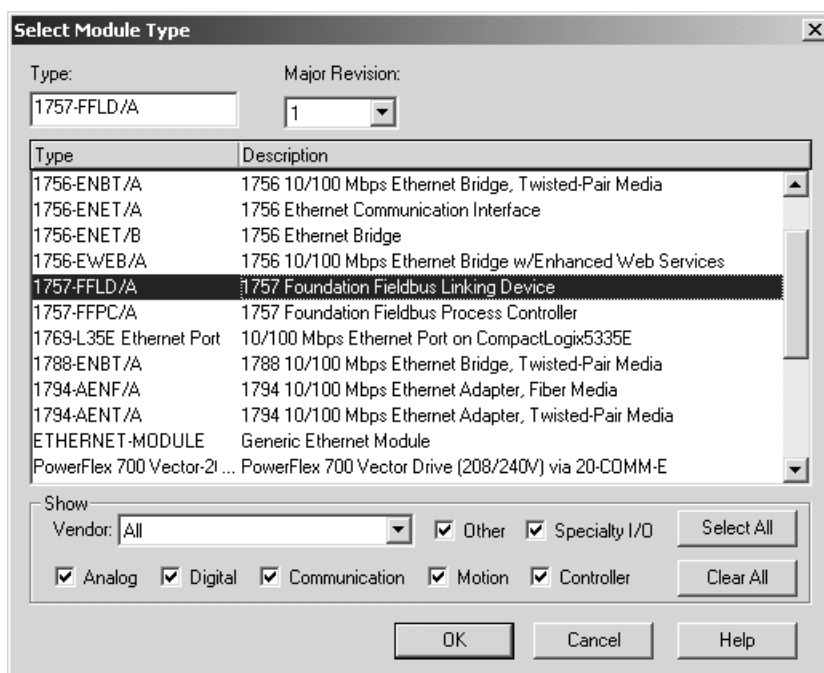 Select Module Type
Type: Major Revision:
1757-FFLD/A 1
Type Description
1756-ENBT/A 1756 10/100 Mbps Ethernet Bridge, Twisted-Pair Media
1756-ENET/A 1756 Ethernet Communication Interface
1756-ENET/B 1756 Ethernet Bridge
1756-EWEB/A 1756 10/100 Mbps Ethernet Bridge w/Enhanced Web Services
1757-FFLD/A 1757 Foundation Fieldbus Linking Device
1757-FFPC/A 1757 Foundation Fieldbus Process Controller
1769-L35E Ethernet Port 10/100 Mbps Ethernet Port on CompactLogix5335E
1788-ENBT/A 1788 10/100 Mbps Ethernet Bridge, Twisted-Pair Media
1794-AENF/A 1794 10/100 Mbps Ethernet Adapter, Fiber Media
1794-AENT/A 1794 10/100 Mbps Ethernet Adapter, Twisted-Pair Media
ETHERNET-MODULE Generic Ethernet Module
PowerFlex 700 Vector-2( ... PowerFlex 700 Vector Drive (208/240V) via 20-COMM-E
Show
Vendor: All Other Specialty I/O Select All
Analog Digital Communication Motion Controller Clear All
OK Cancel Help